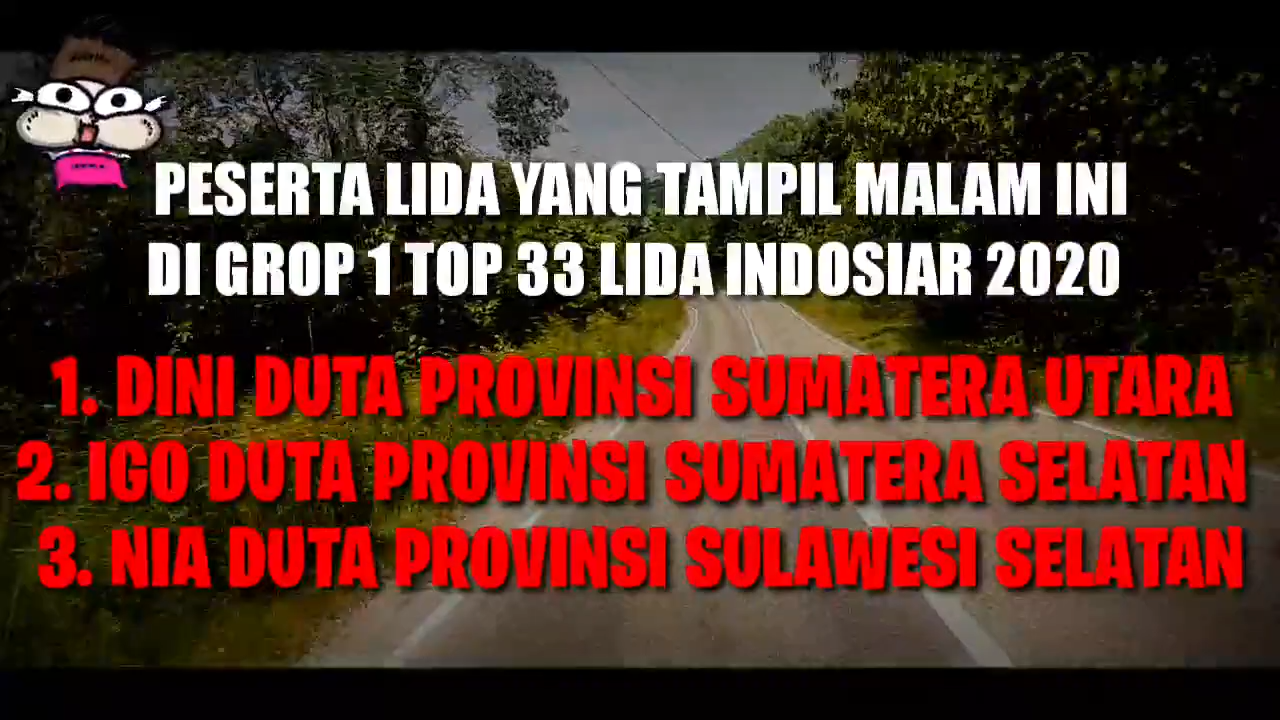 PESERTA LIDA YANG TAMPIL MALAM INI
DI GROP 1 TOP 33 LIDA INDOSIAR 2020
1. DINI DUTA PROVINSI SUMATERA UTARA
2. IGO DUTA PROVINSI SUMATERA SELATAN
3. NIA DUTA PROVINSI SULAWESI SELATAN